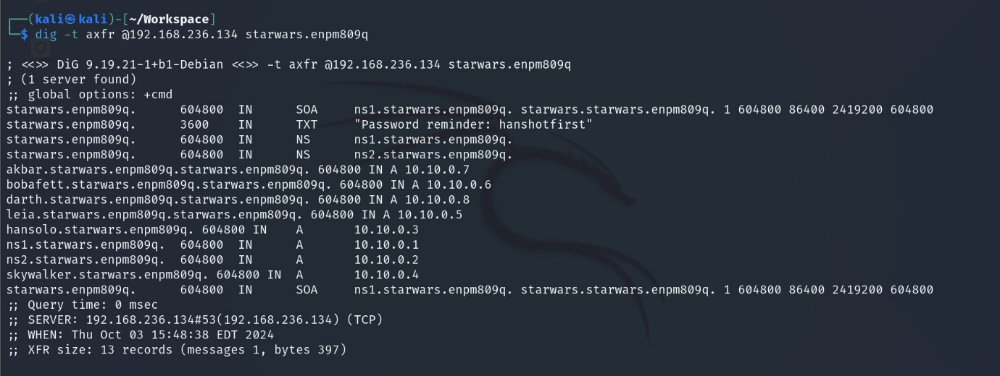 ┌──(kali㉿kali)-[~/Workspace]
└─$ dig -t axfr @192.168.236.134 starwars.enpm809q
; <<>> DiG 9.19.21-1+b1-Debian <<>> -t axfr @192.168.236.134 starwars.enpm809q
; (1 server found)
;; global options: +cmd
starwars.enpm809q. 604800 IN SOA ns1.starwars.enpm809q. starwars.starwars.enpm809q. 1 604800 86400 2419200 604800
starwars.enpm809q. 3600 IN TXT "Password reminder: hanshotfirst"
starwars.enpm809q. 604800 IN NS ns1.starwars.enpm809q.
starwars.enpm809q. 604800 IN NS ns2.starwars.enpm809q.
akbar.starwars.enpm809q.starwars.enpm809q. 604800 IN A 10.10.0.7
bobafett.starwars.enpm809q.starwars.enpm809q. 604800 IN A 10.10.0.6
darth.starwars.enpm809q.starwars.enpm809q. 604800 IN A 10.10.0.8
leia.starwars.enpm809q.starwars.enpm809q. 604800 IN A 10.10.0.5
hansolo.starwars.enpm809q. 604800 IN A 10.10.0.3
ns1.starwars.enpm809q. 604800 IN A 10.10.0.1
ns2.starwars.enpm809q. 604800 IN A 10.10.0.2
skywalker.starwars.enpm809q. 604800 IN A 10.10.0.4
starwars.enpm809q. 604800 IN SOA ns1.starwars.enpm809q. starwars.starwars.enpm809q. 1 604800 86400 2419200 604800
;; Query time: 0 msec
;; SERVER: 192.168.236.134#53(192.168.236.134) (TCP)
;; WHEN: Thu Oct 03 15:48:38 EDT 2024
;; XFR size: 13 records (messages 1, bytes 397)